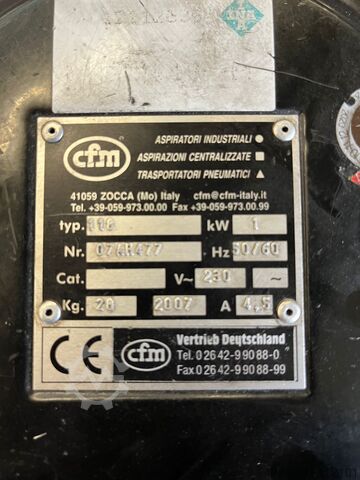 cfm
ASPIRATORI INDUSTRIALI ●
ASPIRAZIONI CENTRALIZZATE ■
TRASPORTATORI PNEUMATICI ▲
41059 ZOCCA (Mo) Italy cfm@cfm-italy.it
Tel. +39-059-973.00.00 Fax +39-059-973.00.99
typ. 118 kW 1
Nr. 07AH477 Hz 50/60
Cat. V~ 230 ~
Kg. 28 2007 A 4,5
CE cfm Vertrieb Deutschland
Tel. 0 26 42-9 90 88-0
Fax. 0 26 42-9 90 88-99